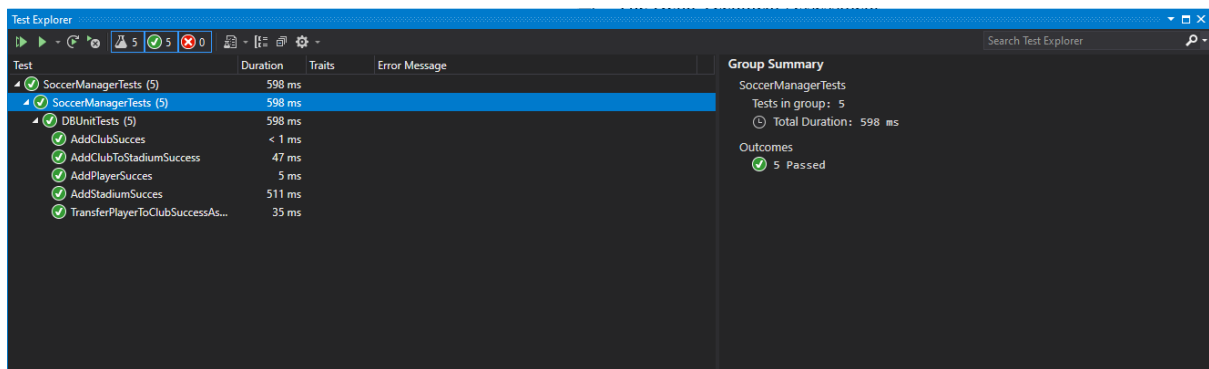 Test Explorer
5 5 0
Search Test Explorer
Test Duration Traits Error Message
SoccerManagerTests (5) 598 ms
SoccerManagerTests (5) 598 ms
DBUnitTests (5) 598 ms
AddClubSucces < 1 ms
AddClubToStadiumSuccess 47 ms
AddPlayerSucces 5 ms
AddStadiumSucces 511 ms
TransferPlayerToClubSuccessAs... 35 ms
Group Summary
SoccerManagerTests
Tests in group: 5
Total Duration: 598 ms
Outcomes
5 Passed